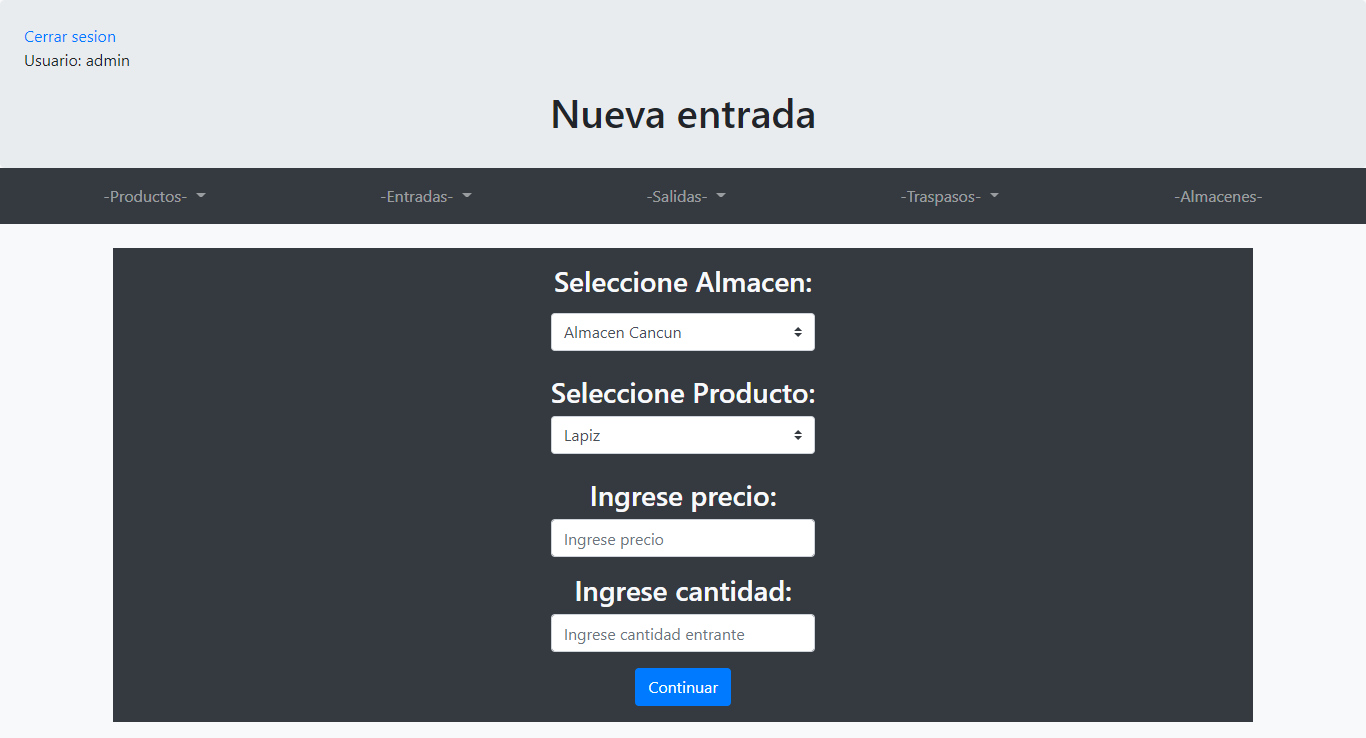 Cerrar sesion
Usuario: admin
Nueva entrada
-Productos- -Entradas- -Salidas- -Traspasos- -Almacenes-
Seleccione Almacen:
Almacen Cancun
Seleccione Producto:
Lapiz
Ingrese precio:
Ingrese precio
Ingrese cantidad:
Ingrese cantidad entrante
Continuar